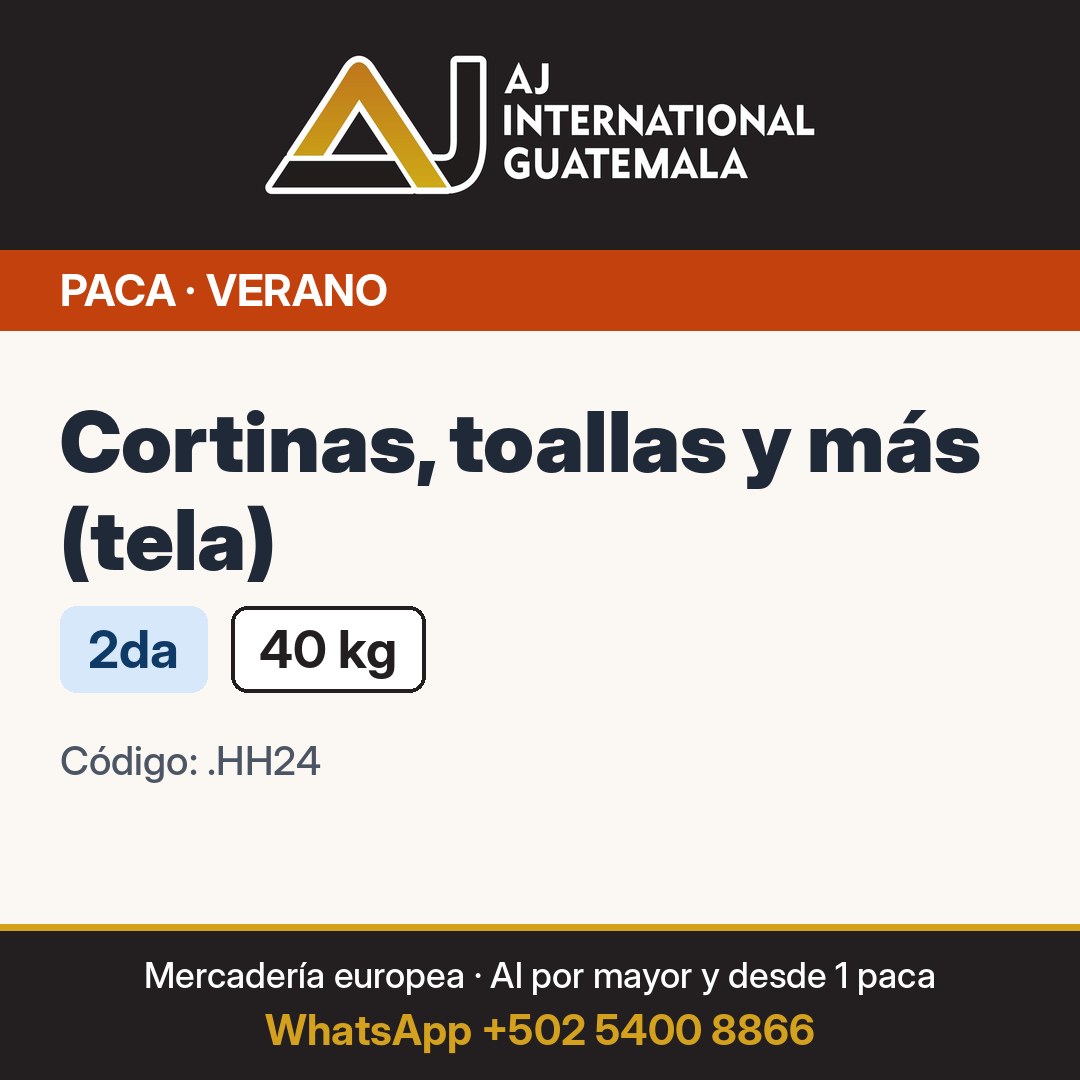 AJ
AJ
INTERNATIONAL
GUATEMALA
PACA · VERANO
Cortinas, toallas y más
(tela)
2da
40 kg
Código: .HH24
Mercadería europea · Al por mayor y desde 1 paca
WhatsApp +502 5400 8866